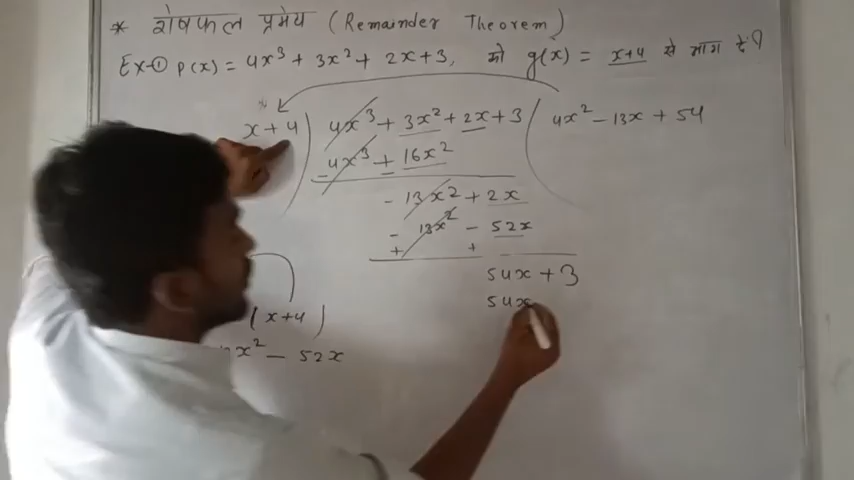 * शेषफल प्रमेय (Remainder Theorem)
Ex-① p(x) = 4x³ + 3x² + 2x + 3, को g(x) = x+4 से भाग दें?
x + 4 ) 4x³ + 3x² + 2x + 3 ( 4x² - 13x + 54
4x³ + 16x²
- -
- 13x² + 2x
- 13x² - 52x
+ +
54x + 3
54x
(x+4)
x² - 52x